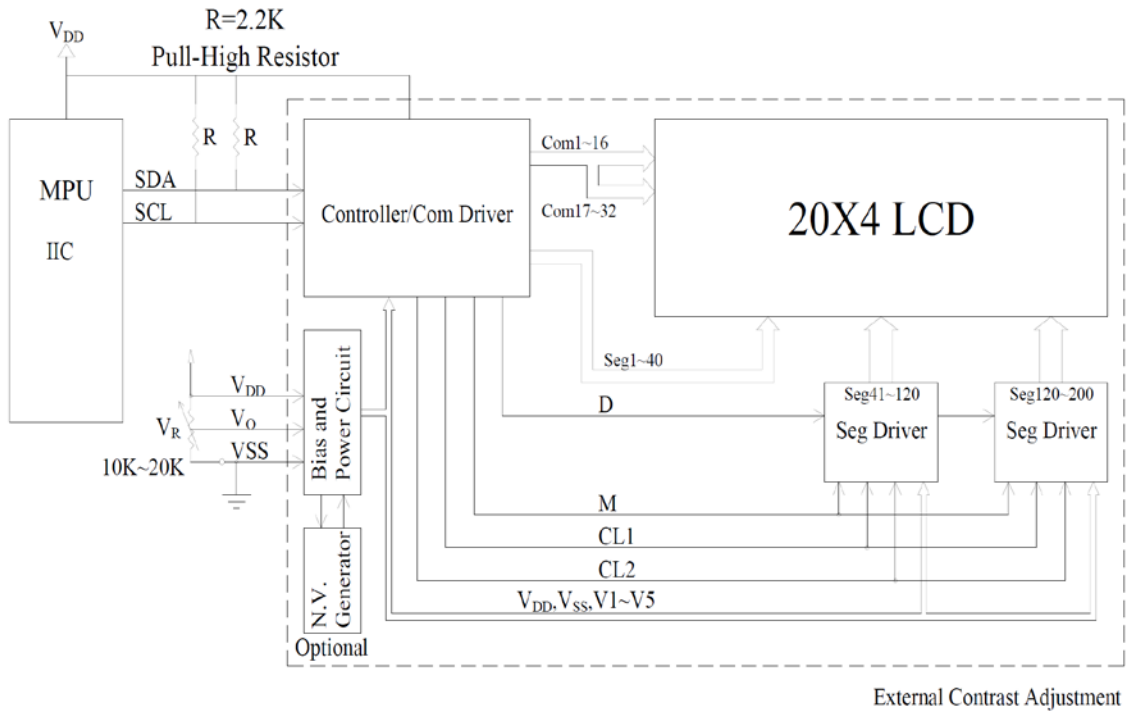 R=2.2K
Pull-High Resistor
VDD
R
R
MPU
IIC
SDA
SCL
Controller/Com Driver
Com1~16
Com17~32
20X4 LCD
Seg1~40
VDD
VO
VR
VSS
10K~20K
Bias and
Power Circuit
N.V.
Generator
Optional
D
Seg41~120
Seg Driver
Seg120~200
Seg Driver
M
CL1
CL2
VDD,VSS,V1~V5
External Contrast Adjustment